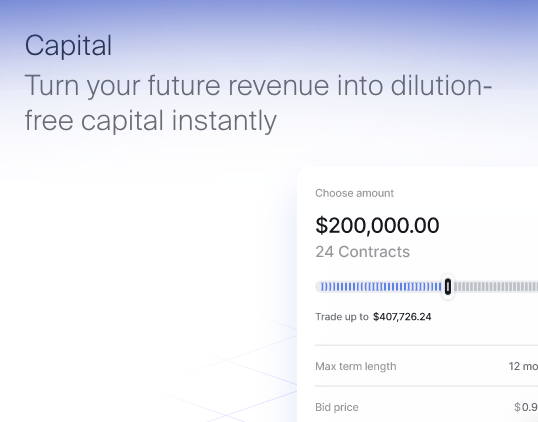 Capital
Turn your future revenue into dilution-
free capital instantly
Choose amount
$200,000.00
24 Contracts
Trade up to $407,726.24
Max term length 12 mo
Bid price $0.9